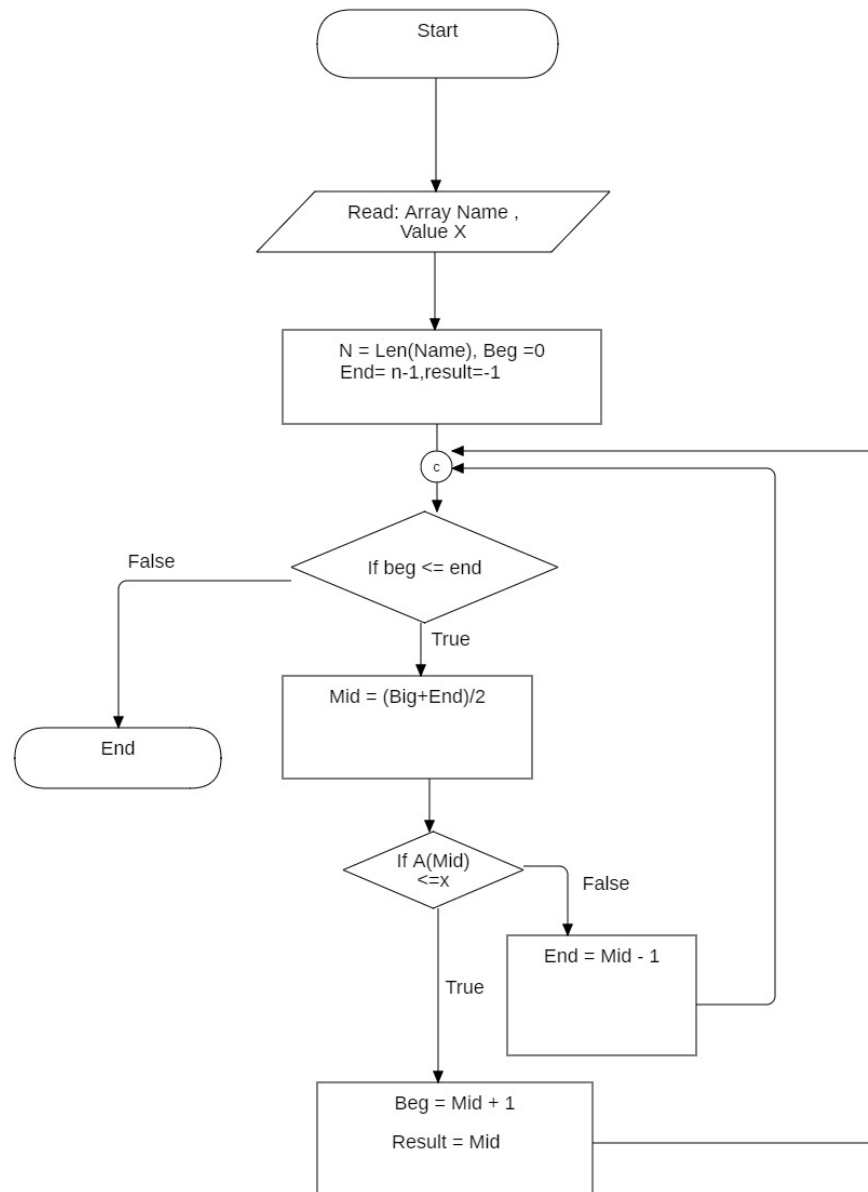 Start
Read: Array Name ,
Value X
N = Len(Name), Beg =0
End= n-1,result=-1
c
If beg <= end
False
True
Mid = (Big+End)/2
End
If A(Mid)
<=x
False
End = Mid - 1
True
Beg = Mid + 1
Result = Mid